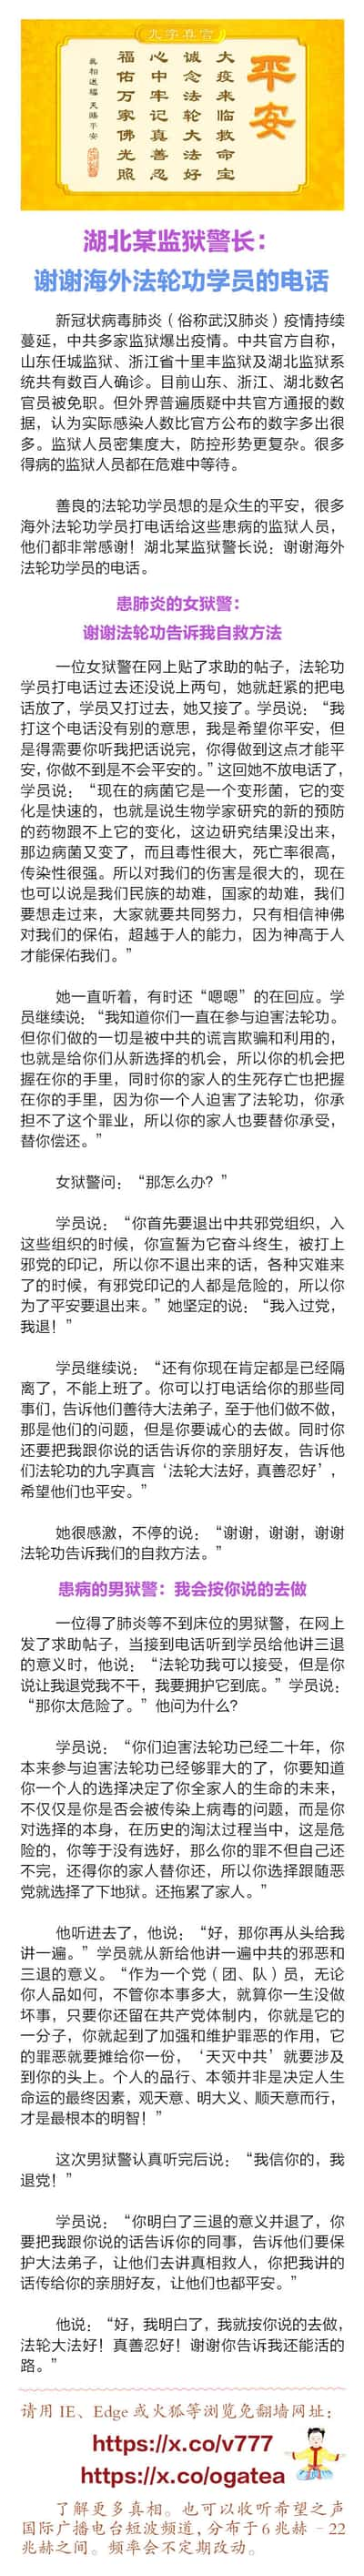 九字真言
平安
大疫来临救命宝
诚念法轮大法好
心中牢记真善忍
福佑万家佛光照
真相送福 天赐平安
湖北某监狱警长：
谢谢海外法轮功学员的电话
新冠状病毒肺炎（俗称武汉肺炎）疫情持续
蔓延，中共多家监狱爆出疫情。中共官方自称，
山东任城监狱、浙江省十里丰监狱及湖北监狱系
统共有数百人确诊。目前山东、浙江、湖北数名
官员被免职。但外界普遍质疑中共官方通报的数
据，认为实际感染人数比官方公布的数字多出很
多。监狱人员密集度大，防控形势更复杂。很多
得病的监狱人员都在危难中等待。
善良的法轮功学员想的是众生的平安，很多
海外法轮功学员打电话给这些患病的监狱人员，
他们都非常感谢！湖北某监狱警长说：谢谢海外
法轮功学员的电话。
患肺炎的女狱警：
谢谢法轮功告诉我自救方法
一位女狱警在网上贴了求助的帖子，法轮功
学员打电话过去还没说上两句，她就赶紧的把电
话放了，学员又打过去，她又接了。学员说：“我
打这个电话没有别的意思，我是希望你平安，但
是得需要你听我把话说完，你得做到这点才能平
安，你做不到是不会平安的。”这回她不放电话了，
学员说：“现在的病菌它是一个变形菌，它的变
化是快速的，也就是说生物学家研究的新的预防
的药物跟不上它的变化，这边研究结果没出来，
那边病菌又变了，而且毒性很大，死亡率很高，
传染性很强。所以对我们的伤害是很大的，现在
也可以说是我们民族的劫难，国家的劫难，我们
要想走过来，大家就要共同努力，只有相信神佛
对我们的保佑，超越于人的能力，因为神高于人
才能保佑我们。”
她一直听着，有时还“嗯嗯”的在回应。学
员继续说：“我知道你们一直在参与迫害法轮功。
但你们做的一切是被中共的谎言欺骗和利用的，
也就是给你们从新选择的机会，所以你的机会把
握在你的手里，同时你的家人的生死存亡也把握
在你的手里，因为你一个人迫害了法轮功，你承
担不了这个罪业，所以你的家人也要替你承受，
替你偿还。”
女狱警问：“那怎么办？”
学员说：“你首先要退出中共邪党组织，入
这些组织的时候，你宣誓为它奋斗终生，被打上
邪党的印记，所以你不退出来的话，各种灾难来
了的时候，有邪党印记的人都是危险的，所以你
为了平安要退出来。”她坚定的说：“我入过党，
我退！”
学员继续说：“还有你现在肯定都是已经隔
离了，不能上班了。你可以打电话给你的那些同
事们，告诉他们善待大法弟子，至于他们做不做，
那是他们的问题，但是你要诚心的去做。同时你
还要把我跟你说的话告诉你的亲朋好友，告诉他
们法轮功的九字真言‘法轮大法好，真善忍好’，
希望他们也平安。”
她很感激，不停的说：“谢谢，谢谢，谢谢
法轮功告诉我们的自救方法。”
患病的男狱警：我会按你说的去做
一位得了肺炎等不到床位的男狱警，在网上
发了求助帖子，当接到电话听到学员给他讲三退
的意义时，他说：“法轮功我可以接受，但是你
说让我退党我不干，我要拥护它到底。”学员说：
“那你太危险了。”他问为什么？
学员说：“你们迫害法轮功已经二十年，你
本来参与迫害法轮功已经够罪大的了，你要知道
你一个人的选择决定了你全家人的生命的未来，
不仅仅是你是否会被传染上病毒的问题，而是你
对选择的本身，在历史的淘汰过程当中，这是危
险的，你等于没有选好，那么你的罪不但自己还
不完，还得你的家人替你还，所以你选择跟随恶
党就选择了下地狱。还拖累了家人。”
他听进去了，他说：“好，那你再从头给我
讲一遍。”学员就从新给他讲一遍中共的邪恶和
三退的意义。“作为一个党（团、队）员，无论
你人品如何，不管你本事多大，就算你一生没做
坏事，只要你还留在共产党体制内，你就是它的
一分子，你就起到了加强和维护罪恶的作用，它
的罪恶就要摊给你一份，‘天灭中共’就要涉及
到你的头上。个人的品行、本领并非是决定人生
命运的最终因素，观天意、明大义、顺天意而行，
才是最根本的明智！”
这次男狱警认真听完后说：“我信你的，我
退党！”
学员说：“你明白了三退的意义并退了，你
要把我跟你说的话告诉你的同事，告诉他们要保
护大法弟子，让他们去讲真相救人，你把我讲的
话传给你的亲朋好友，让他们也都平安。”
他说：“好，我明白了，我就按你说的去做，
法轮大法好！真善忍好！谢谢你告诉我还能活的
路。”
请用 IE、Edge 或火狐等浏览免翻墙网址：
https://x.co/v777
https://x.co/ogatea
了解更多真相。也可以收听希望之声
国际广播电台短波频道，分布于 6 兆赫 – 22
兆赫之间。频率会不定期改动。